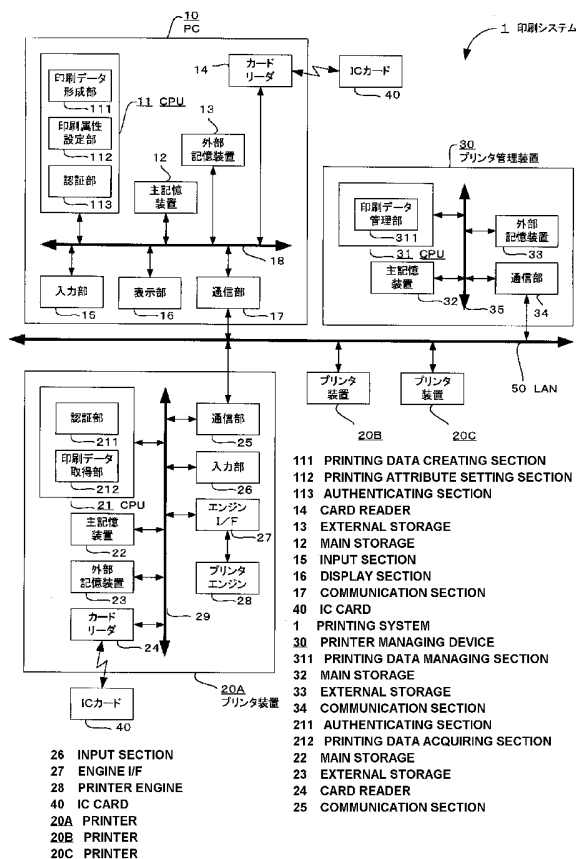 10
PC
1 印刷システム
14
カード
リーダ
ICカード
40
印刷データ
形成部
111
11 CPU
印刷属性
設定部
112
認証部
113
13
外部
記憶装置
12
主記憶
装置
18
入力部
15
表示部
16
通信部
17
30
プリンタ管理装置
印刷データ
管理部
311
31 CPU
主記憶
装置
32
外部
記憶装置
33
通信部
34
35
50 LAN
プリンタ
装置
20B
プリンタ
装置
20C
認証部
211
印刷データ
取得部
212
21 CPU
主記憶
装置
22
外部
記憶装置
23
カード
リーダ
24
通信部
25
入力部
26
エンジン
I/F
27
プリンタ
エンジン
28
29
20A
プリンタ装置
ICカード
40
111 PRINTING DATA CREATING SECTION
112 PRINTING ATTRIBUTE SETTING SECTION
113 AUTHENTICATING SECTION
14 CARD READER
13 EXTERNAL STORAGE
12 MAIN STORAGE
15 INPUT SECTION
16 DISPLAY SECTION
17 COMMUNICATION SECTION
40 IC CARD
1 PRINTING SYSTEM
30 PRINTER MANAGING DEVICE
311 PRINTING DATA MANAGING SECTION
32 MAIN STORAGE
33 EXTERNAL STORAGE
34 COMMUNICATION SECTION
211 AUTHENTICATING SECTION
212 PRINTING DATA ACQUIRING SECTION
22 MAIN STORAGE
23 EXTERNAL STORAGE
24 CARD READER
25 COMMUNICATION SECTION
26 INPUT SECTION
27 ENGINE I/F
28 PRINTER ENGINE
40 IC CARD
20A PRINTER
20B PRINTER
20C PRINTER